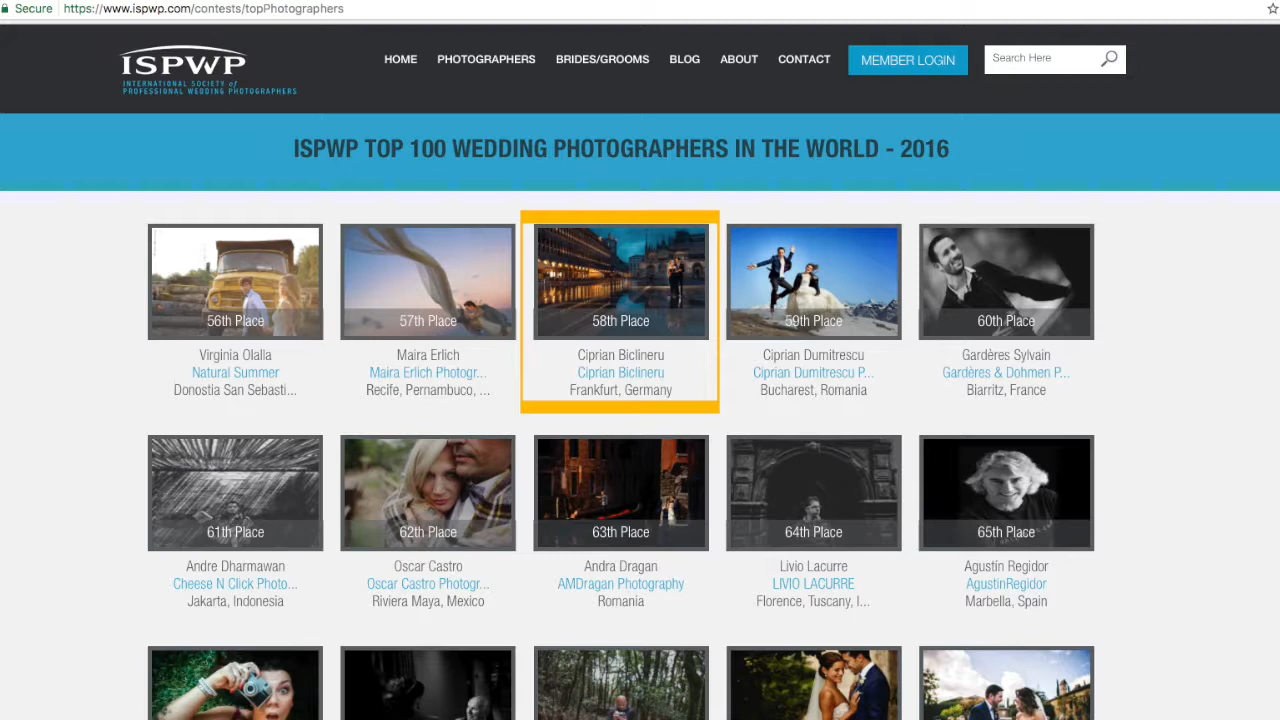 Secure https://www.ispwp.com/contests/topPhotographers
ISPWP
INTERNATIONAL SOCIETY of
PROFESSIONAL WEDDING PHOTOGRAPHERS
HOME PHOTOGRAPHERS BRIDES/GROOMS BLOG ABOUT CONTACT MEMBER LOGIN Search Here
ISPWP TOP 100 WEDDING PHOTOGRAPHERS IN THE WORLD - 2016
56th Place 57th Place 58th Place 59th Place 60th Place
Virginia Olalla Maira Erlich Ciprian Biclineru Ciprian Dumitrescu Gardères Sylvain
Natural Summer Maira Erlich Photogr... Ciprian Biclineru Ciprian Dumitrescu P... Gardères & Dohmen P...
Donostia San Sebasti... Recife, Pernambuco, ... Frankfurt, Germany Bucharest, Romania Biarritz, France
61th Place 62th Place 63th Place 64th Place 65th Place
Andre Dharmawan Oscar Castro Andra Dragan Livio Lacurre Agustín Regidor
Cheese N Click Photo... Oscar Castro Photogr... AMDragan Photography LIVIO LACURRE AgustinRegidor
Jakarta, Indonesia Riviera Maya, Mexico Romania Florence, Tuscany, I... Marbella, Spain